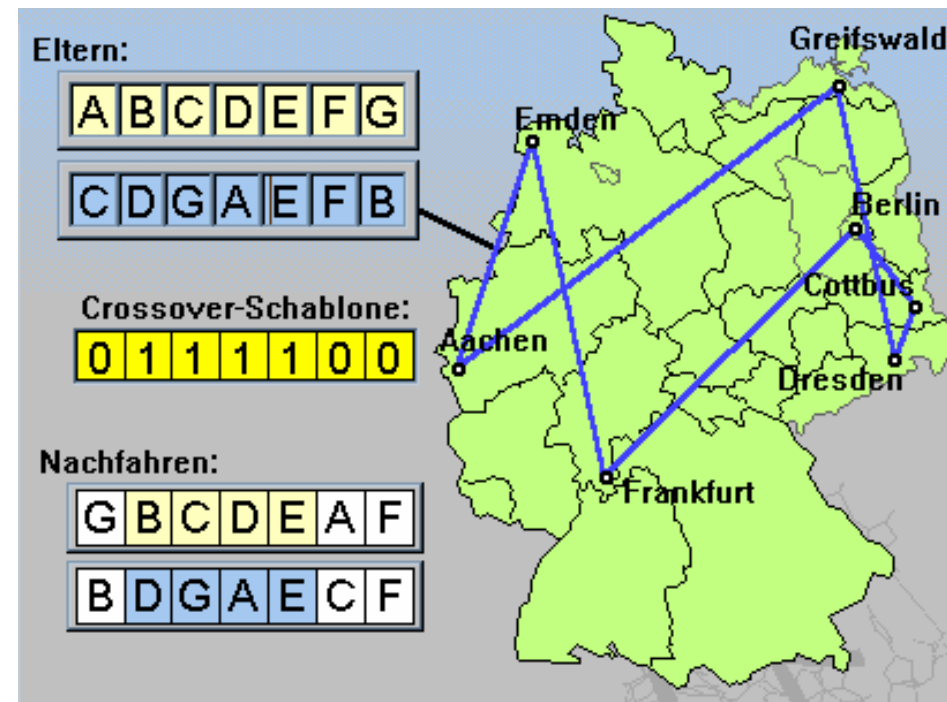 Eltern:
A B C D E F G
C D G A E F B
Crossover-Schablone:
0 1 1 1 1 0 0
Nachfahren:
G B C D E A F
B D G A E C F
Greifswald
Emden
Berlin
Cottbus
Aachen
Dresden
Frankfurt